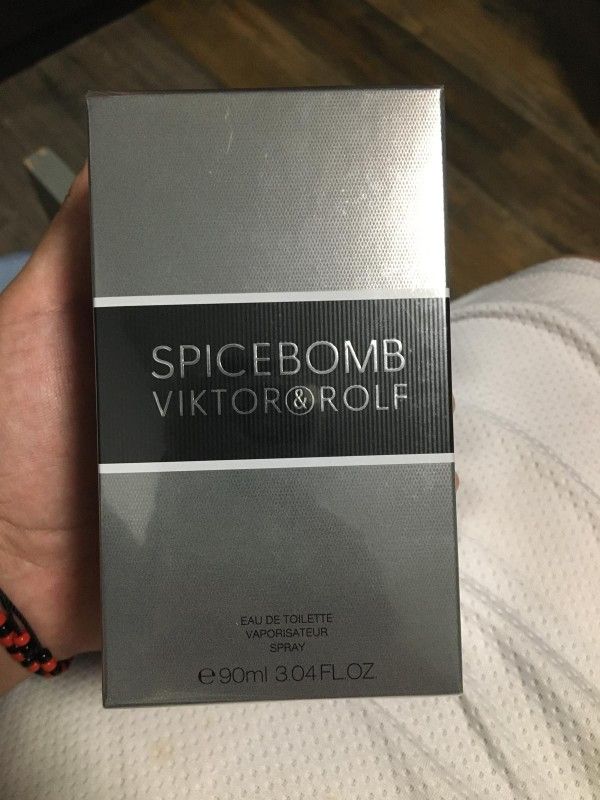 SPICEBOMB
VIKTOR&ROLF
EAU DE TOILETTE
VAPORISATEUR
SPRAY
℮90ml 3.04FL.OZ.